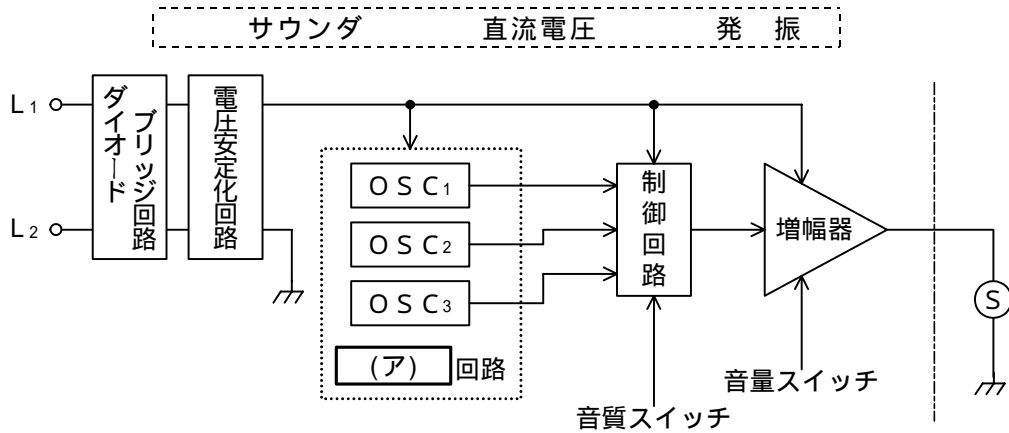 サウンダ 直流電圧 発 振
L1
L2
ダイオード
ブリッジ回路
電圧安定化回路
OSC1
OSC2
OSC3
(ア) 回路
制御回路
増幅器
S
音量スイッチ
音質スイッチ